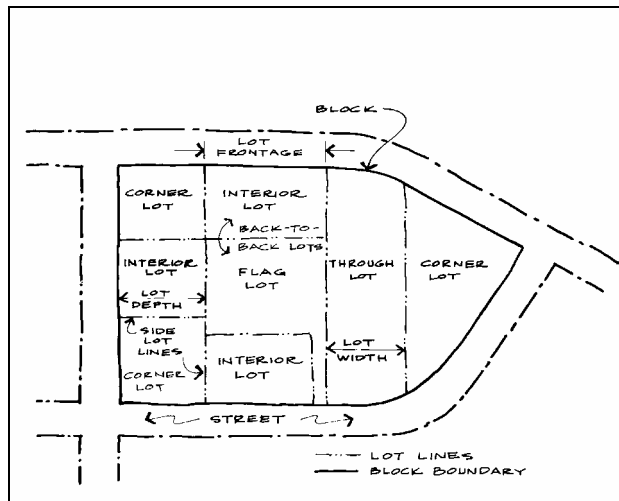 BLOCK
LOT
FRONTAGE
CORNER
LOT
INTERIOR
LOT
BACK-TO-
BACK LOTS
INTERIOR
LOT
FLAG
LOT
THROUGH
LOT
CORNER
LOT
LOT
DEPTH
SIDE
LOT
LINES
LOT
WIDTH
CORNER
LOT
INTERIOR
LOT
STREET
LOT LINES
BLOCK BOUNDARY